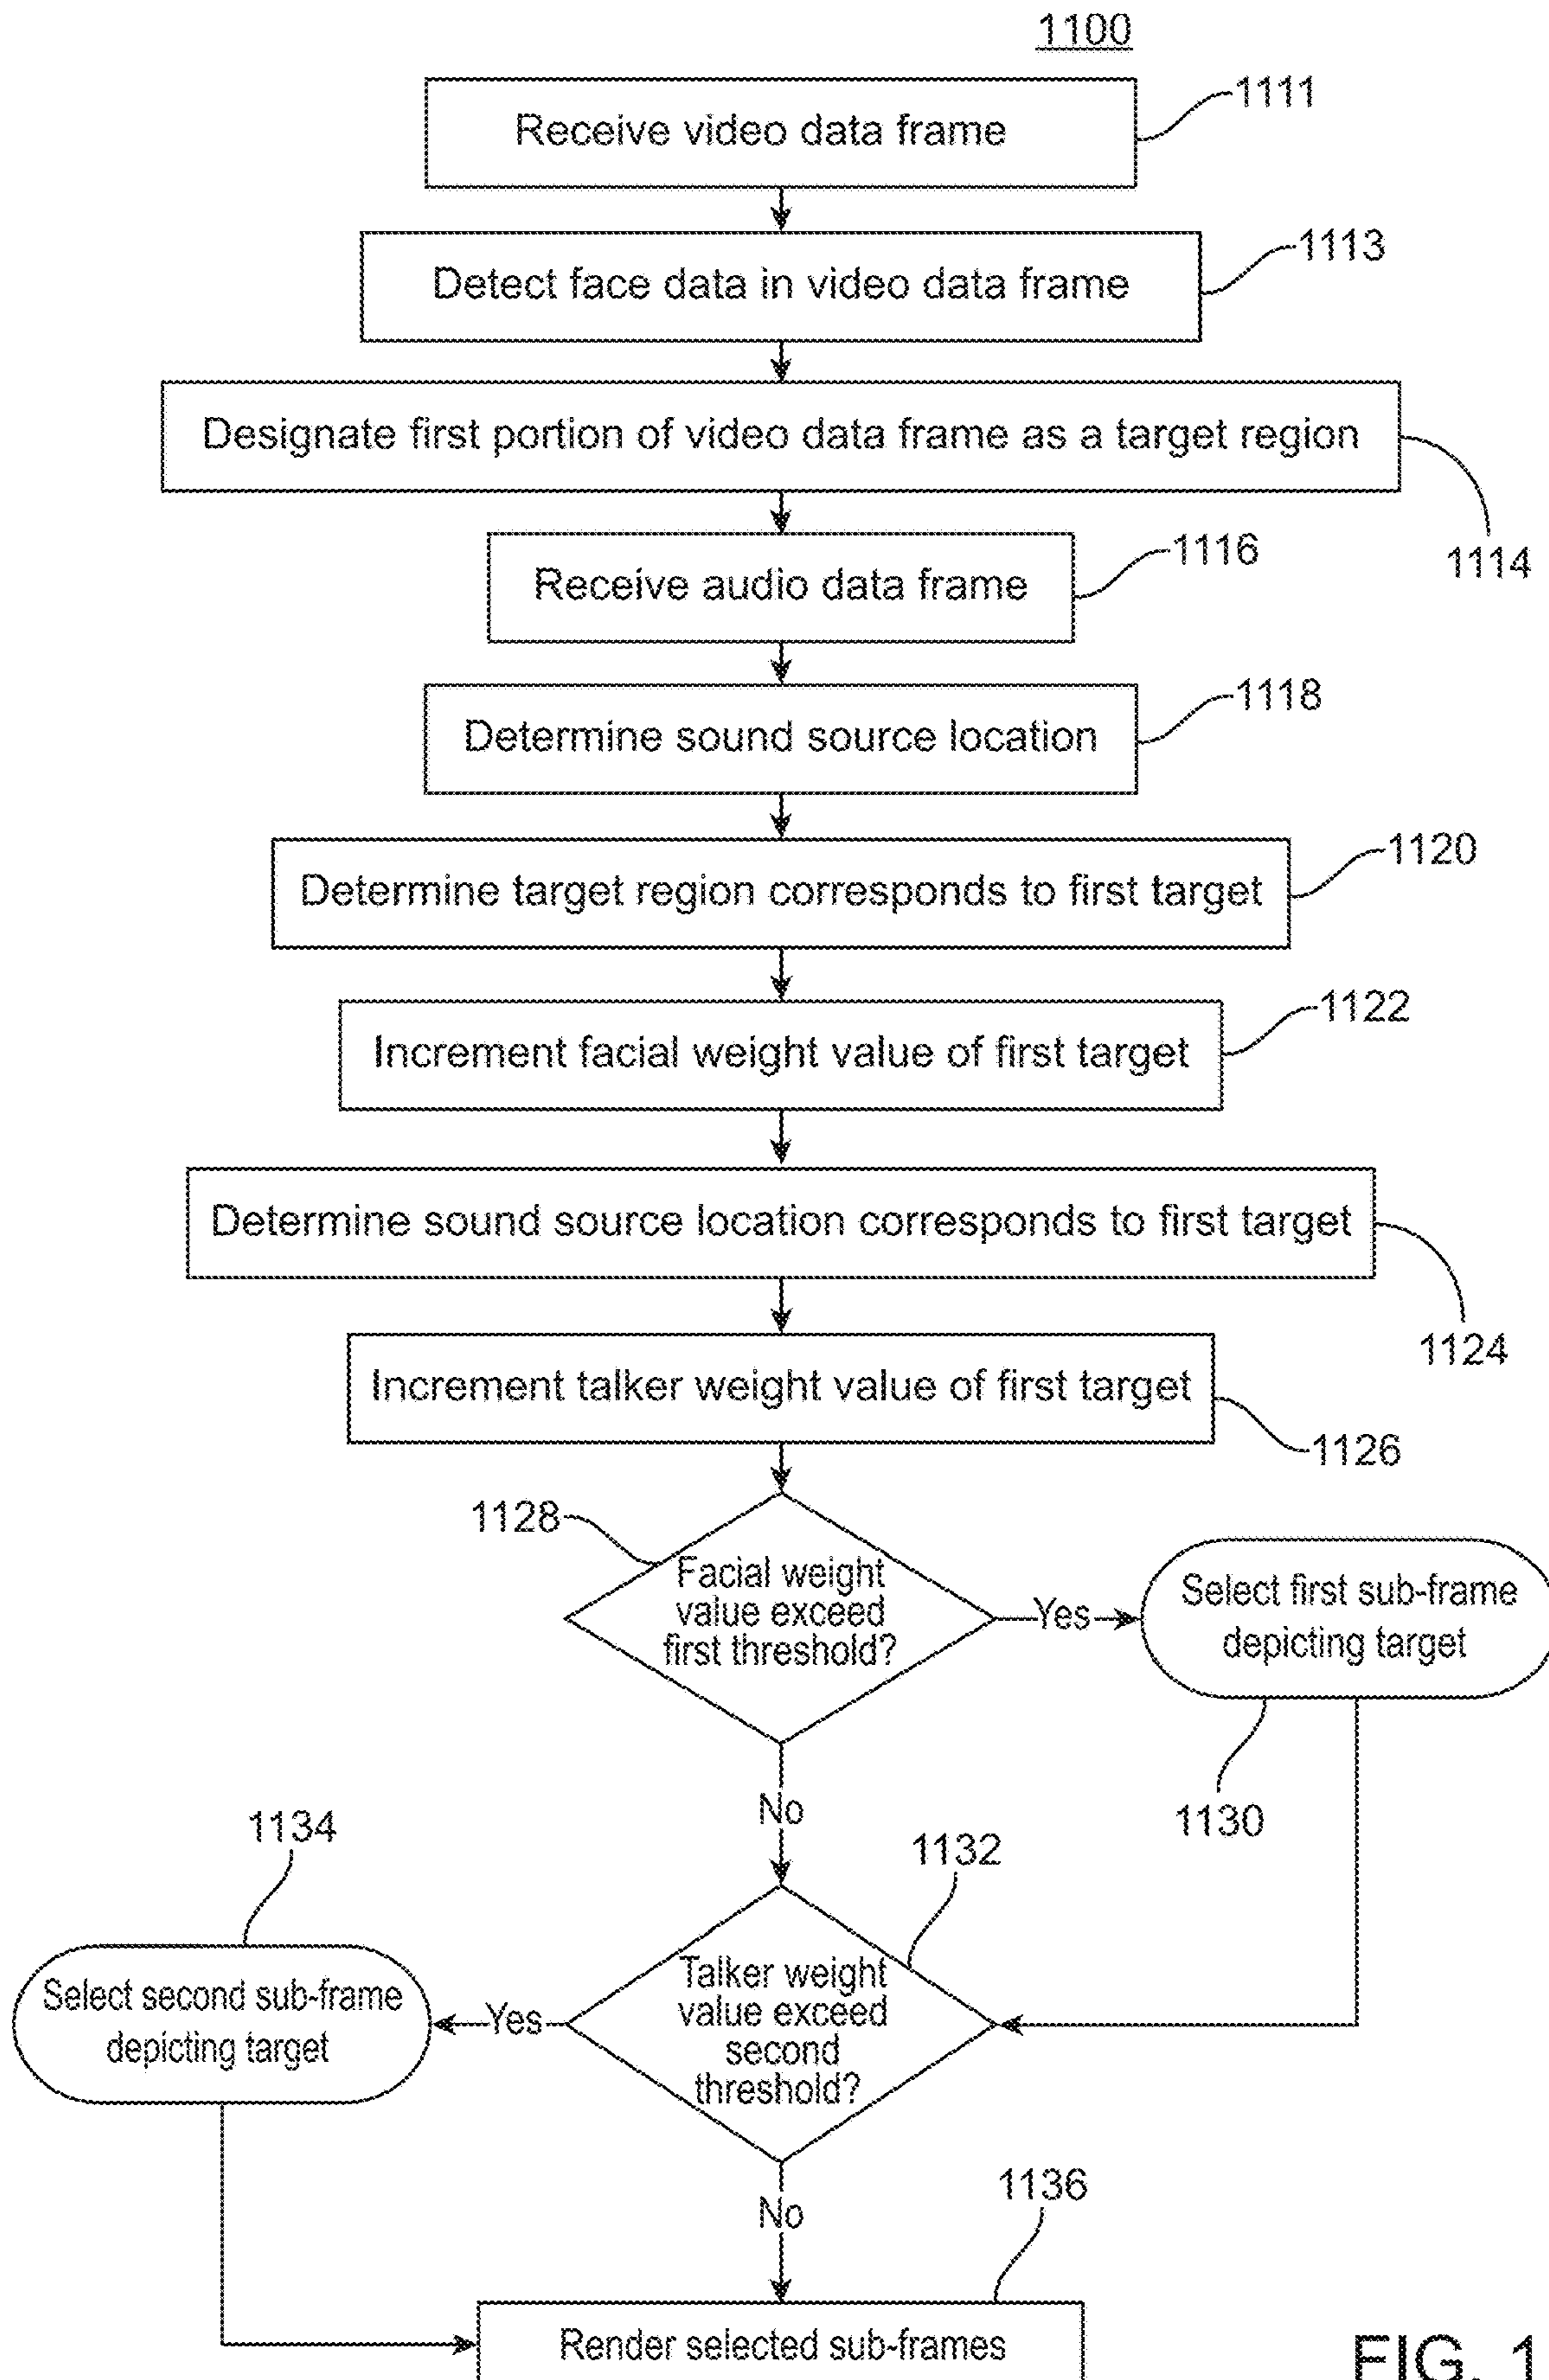 1100
Receive video data frame
1111
Detect face data in video data frame
1113
Designate first portion of video data frame as a target region
1114
Receive audio data frame
1116
Determine sound source location
1118
Determine target region corresponds to first target
1120
Increment facial weight value of first target
1122
Determine sound source location corresponds to first target
1124
Increment talker weight value of first target
1126
1128
Facial weight
value exceed
first threshold?
Yes
Select first sub-frame
depicting target
1130
No
1132
1134
Talker weight
value exceed
second
threshold?
Yes
Select second sub-frame
depicting target
No
1136
Render selected sub-frames
FIG. 1